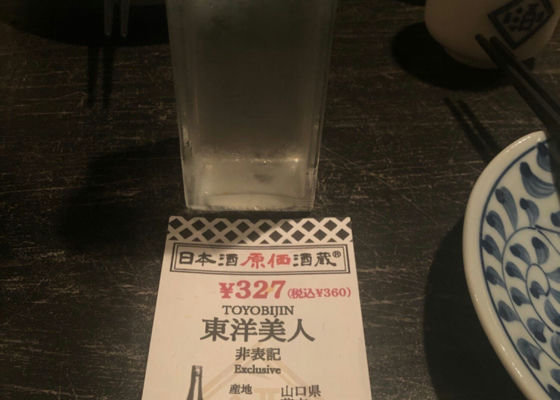 日本酒原価酒蔵®
¥327(税込¥360)
TOYOBIJIN
東洋美人
非表記
Exclusive
産地 山口県
酒